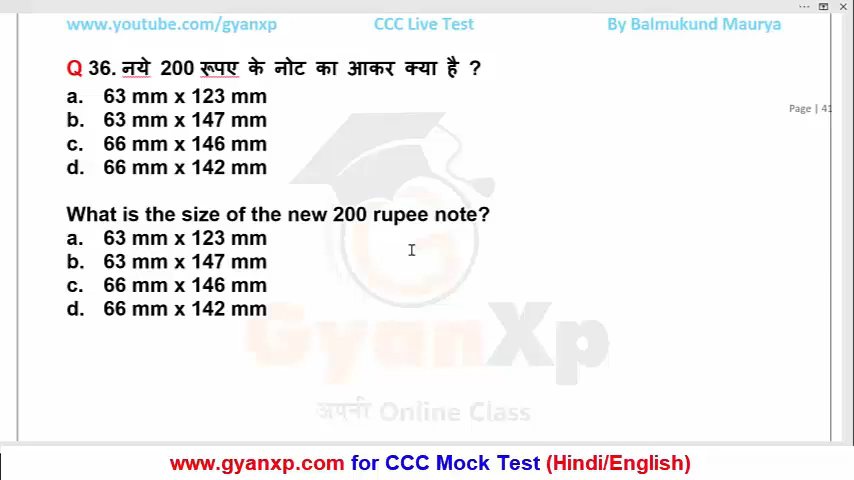 www.youtube.com/gyanxp CCC Live Test By Balmukund Maurya
Q 36. नये 200 रूपए के नोट का आकर क्या है ?
a. 63 mm x 123 mm
Page | 41
b. 63 mm x 147 mm
c. 66 mm x 146 mm
d. 66 mm x 142 mm
What is the size of the new 200 rupee note?
a. 63 mm x 123 mm
b. 63 mm x 147 mm
c. 66 mm x 146 mm
d. 66 mm x 142 mm
GyanXp
अपनी Online Class
www.gyanxp.com for CCC Mock Test (Hindi/English)